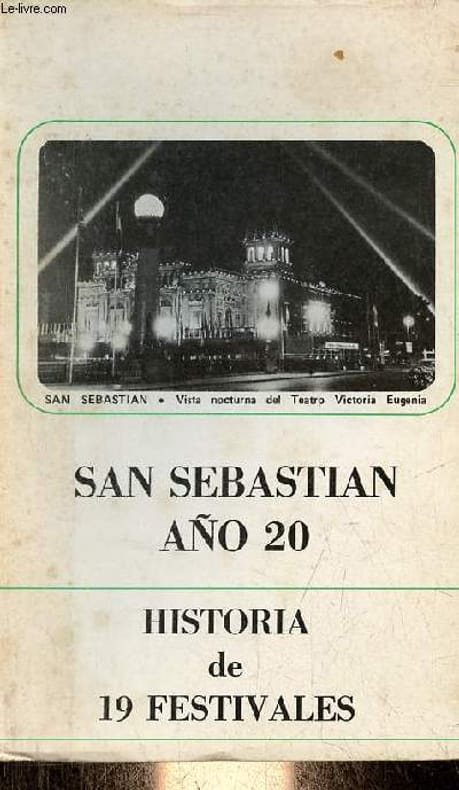 Le-livre.com
SAN SEBASTIAN • Vista nocturna del Teatro Victoria Eugenia
SAN SEBASTIAN
AÑO 20
HISTORIA
de
19 FESTIVALES